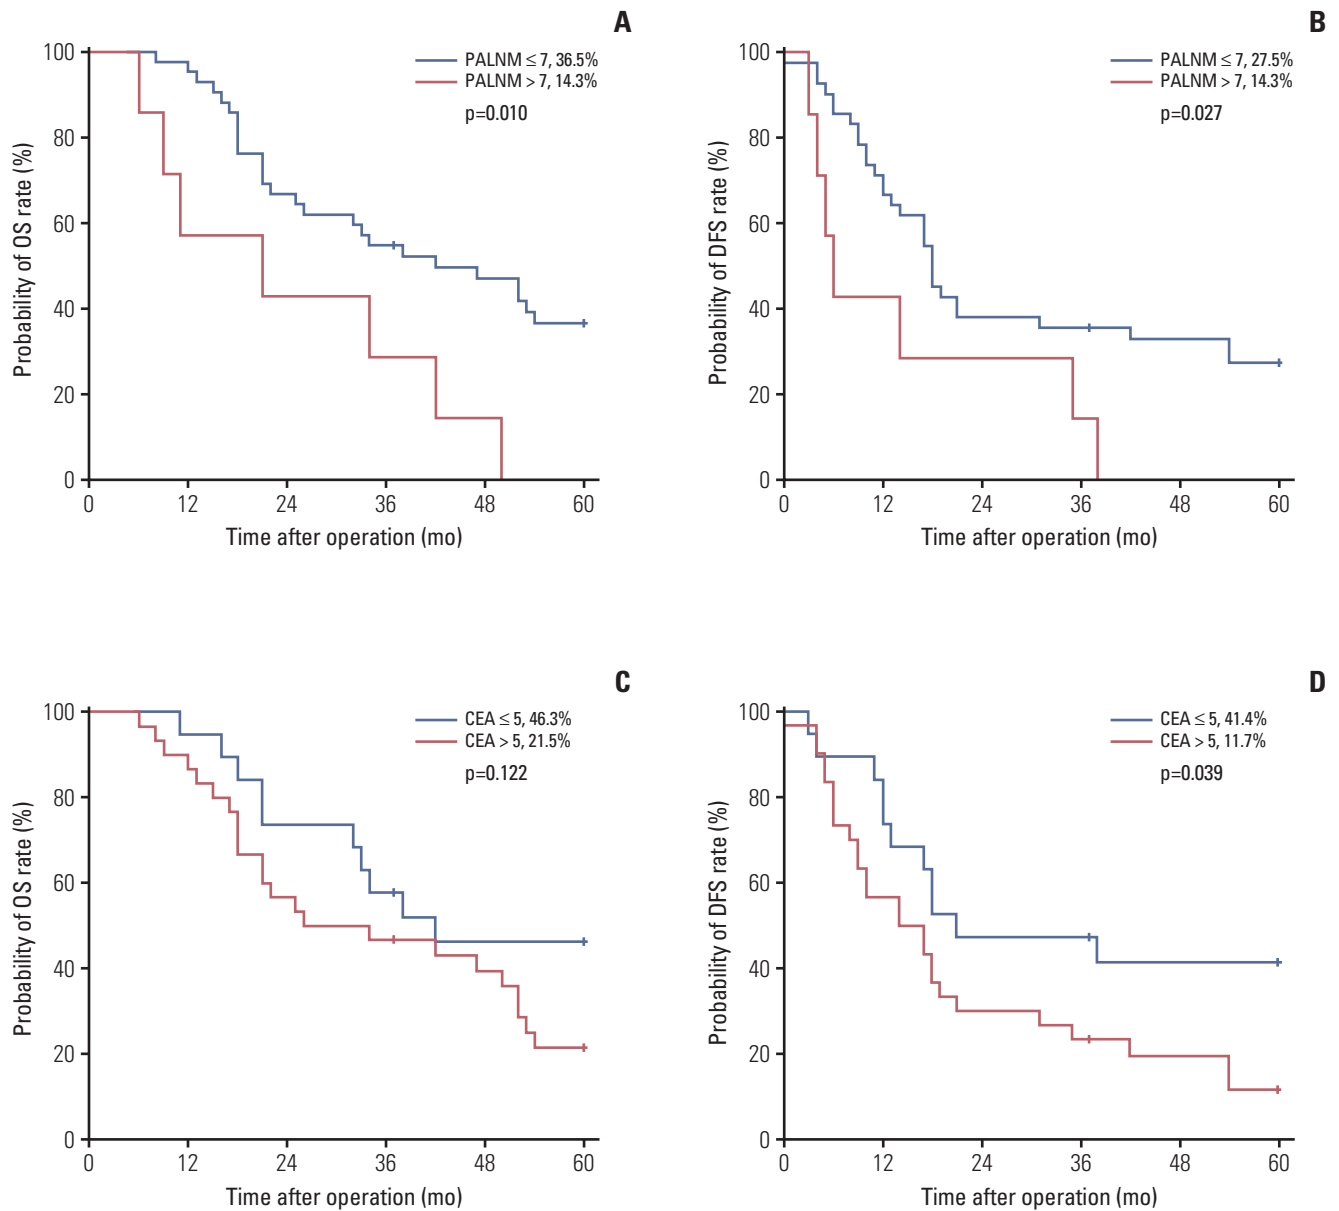 A
100
80
60
40
20
0
Probability of OS rate (%)
PALNM ≤ 7, 36.5%
PALNM > 7, 14.3%
p=0.010
0 12 24 36 48 60
Time after operation (mo)
B
100
80
60
40
20
0
Probability of DFS rate (%)
PALNM ≤ 7, 27.5%
PALNM > 7, 14.3%
p=0.027
0 12 24 36 48 60
Time after operation (mo)
C
100
80
60
40
20
0
Probability of OS rate (%)
CEA ≤ 5, 46.3%
CEA > 5, 21.5%
p=0.122
0 12 24 36 48 60
Time after operation (mo)
D
100
80
60
40
20
0
Probability of DFS rate (%)
CEA ≤ 5, 41.4%
CEA > 5, 11.7%
p=0.039
0 12 24 36 48 60
Time after operation (mo)